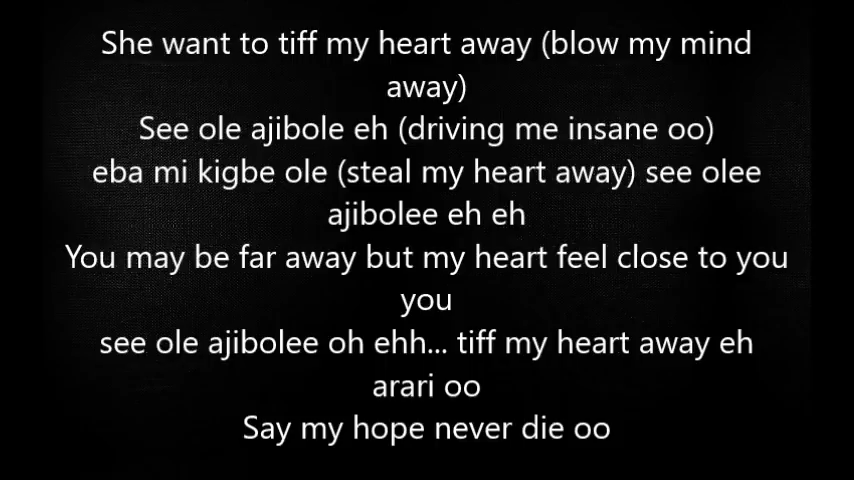 She want to tiff my heart away (blow my mind
away)
See ole ajibole eh (driving me insane oo)
eba mi kigbe ole (steal my heart away) see olee
ajibolee eh eh
You may be far away but my heart feel close to you
you
see ole ajibolee oh ehh... tiff my heart away eh
arari oo
Say my hope never die oo